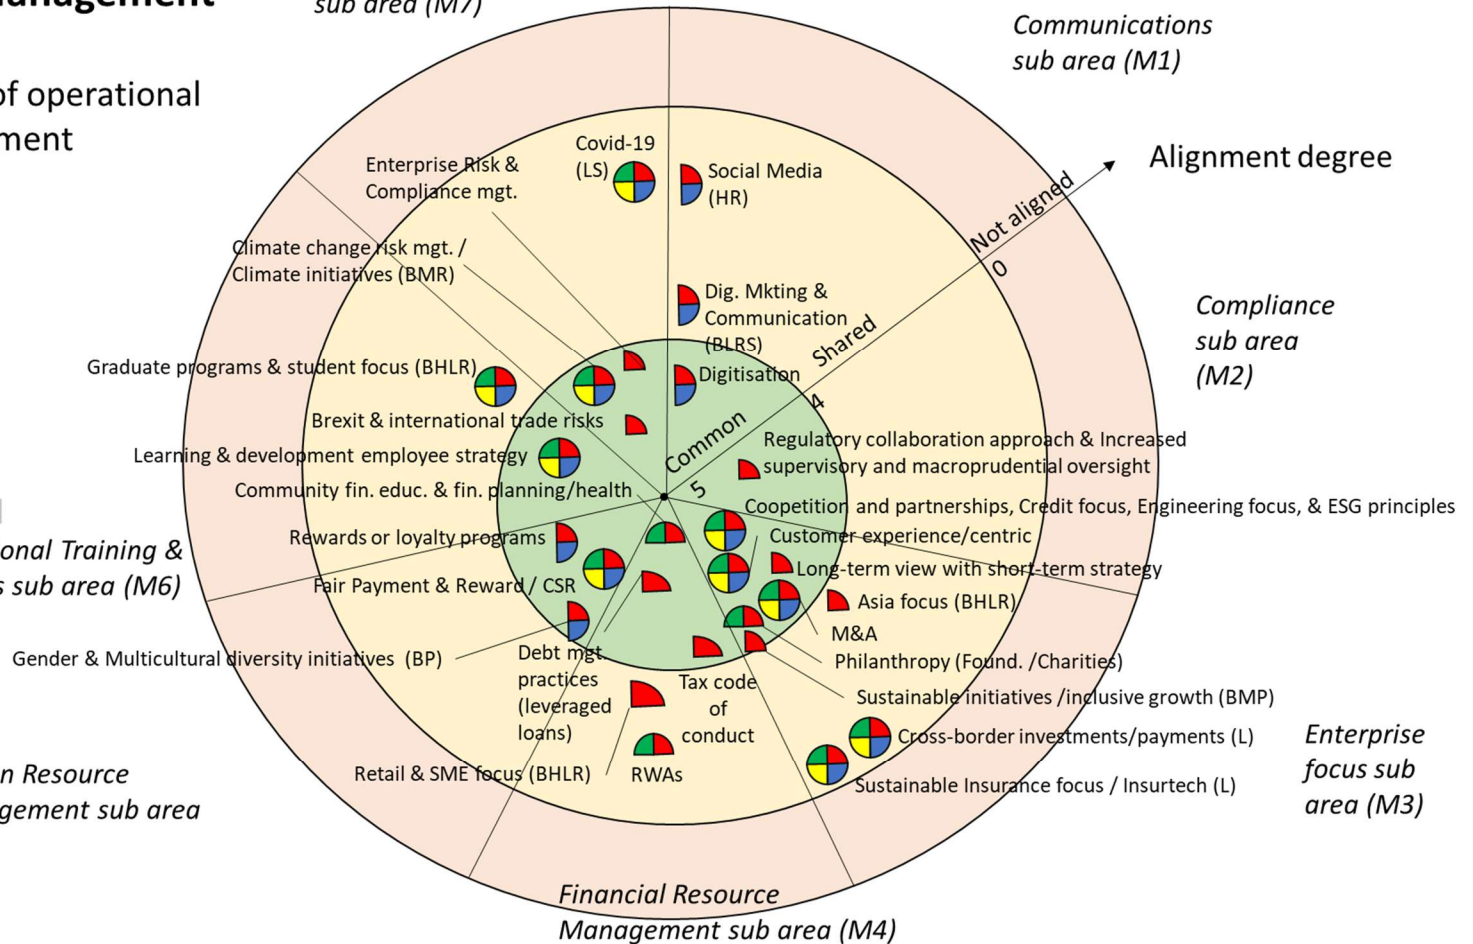 sub area (M7)
of operational
Communications
sub area (M1)
Alignment degree
Not aligned
0
Shared
4
Common
5
Compliance
sub area
(M2)
Covid-19
(LS)
Social Media
(HR)
Enterprise Risk &
Compliance mgt.
Climate change risk mgt. /
Climate initiatives (BMR)
Dig. Mkting &
Communication
(BLRS)
Digitisation
Graduate programs & student focus (BHLR)
Brexit & international trade risks
Learning & development employee strategy
Community fin. educ. & fin. planning/health
Regulatory collaboration approach & Increased
supervisory and macroprudential oversight
Coopetition and partnerships, Credit focus, Engineering focus, & ESG principles
Customer experience/centric
Rewards or loyalty programs
Long-term view with short-term strategy
Fair Payment & Reward / CSR
Asia focus (BHLR)
M&A
Gender & Multicultural diversity initiatives (BP)
Philanthropy (Found. /Charities)
Debt mgt.
practices
(leveraged
loans)
Tax code
of
conduct
Sustainable initiatives /inclusive growth (BMP)
Cross-border investments/payments (L)
Retail & SME focus (BHLR)
RWAs
Sustainable Insurance focus / Insurtech (L)
Training &
sub area (M6)
Resource
sub area
Enterprise
focus sub
area (M3)
Financial Resource
Management sub area (M4)